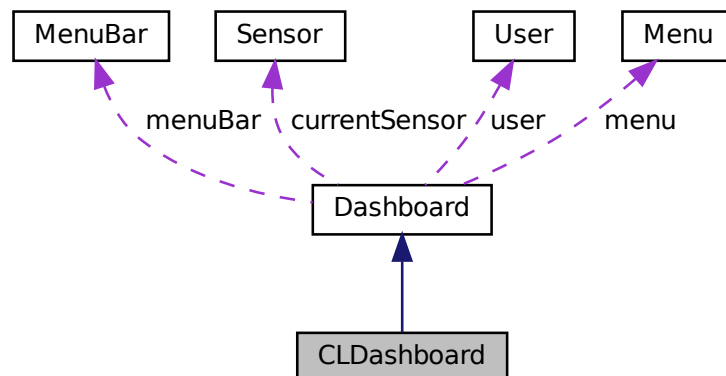 MenuBar
Sensor
User
Menu
menuBar
currentSensor
user
menu
Dashboard
CLDashboard